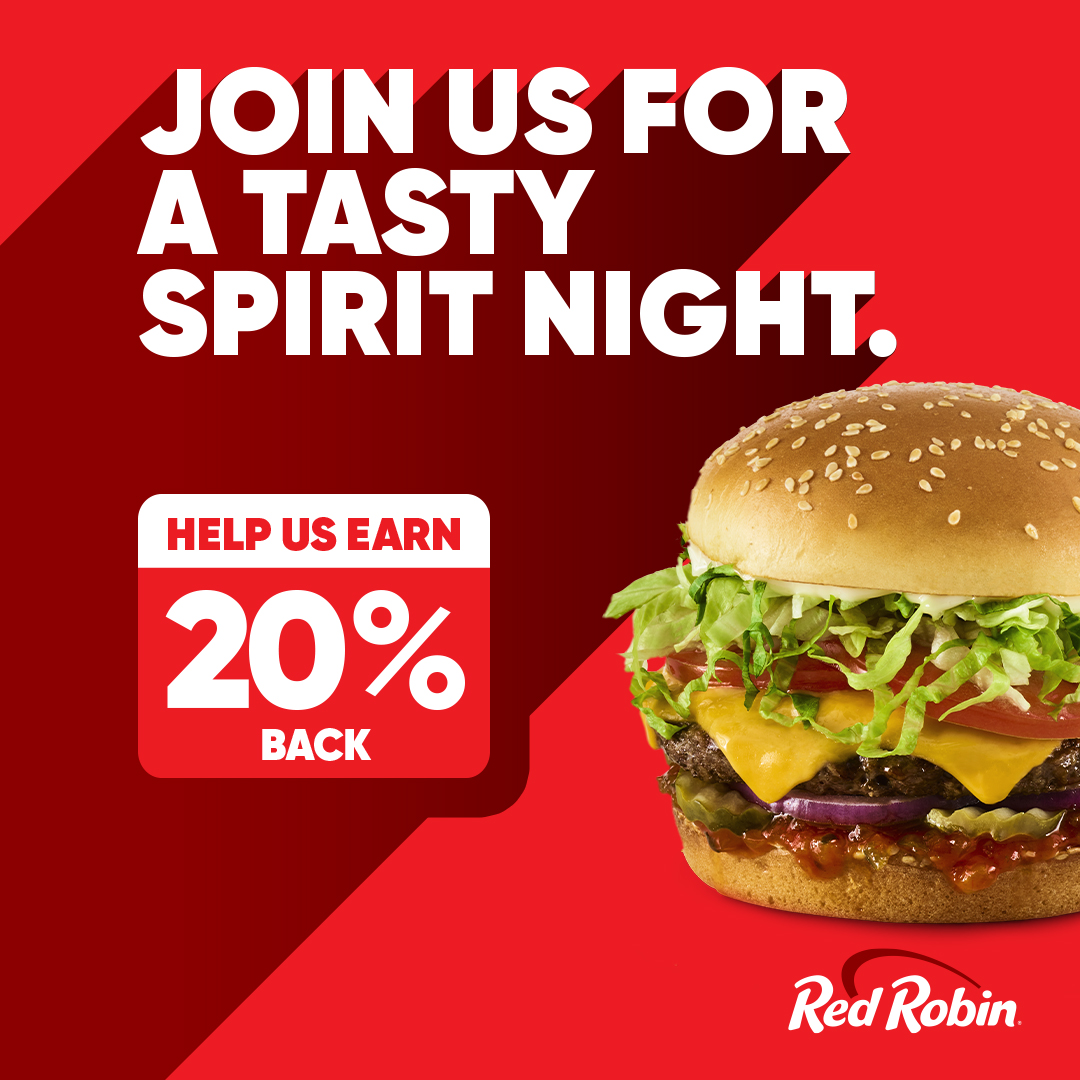 JOIN US FOR
A TASTY
SPIRIT NIGHT.
HELP US EARN
20%
BACK
Red Robin